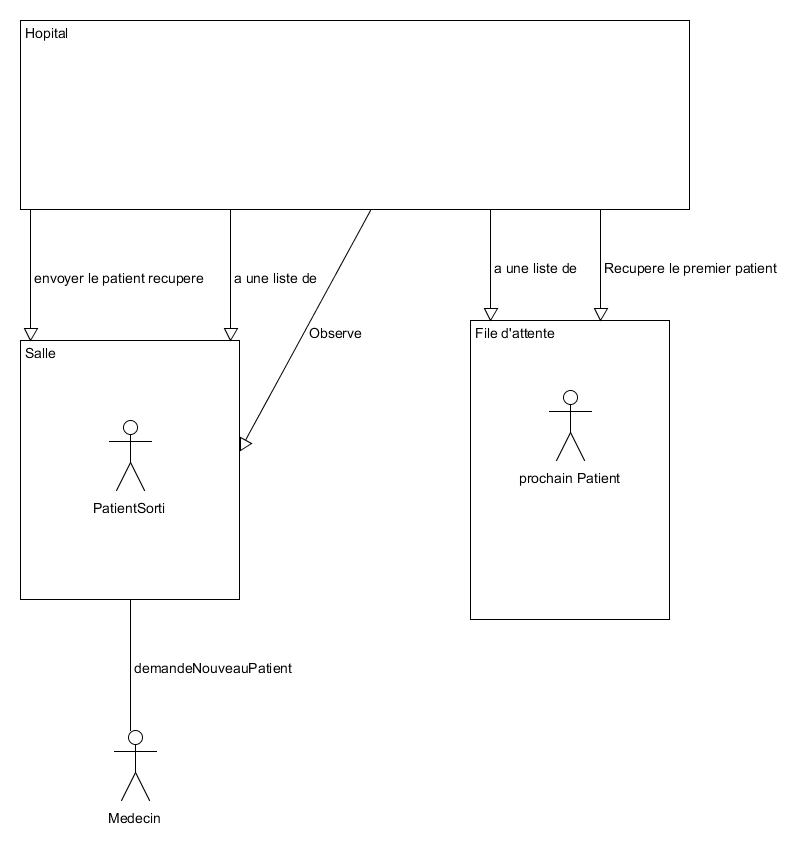 Hopital
envoyer le patient recupere
a une liste de
Observe
a une liste de
Recupere le premier patient
Salle
PatientSorti
File d'attente
prochain Patient
demandeNouveauPatient
Medecin